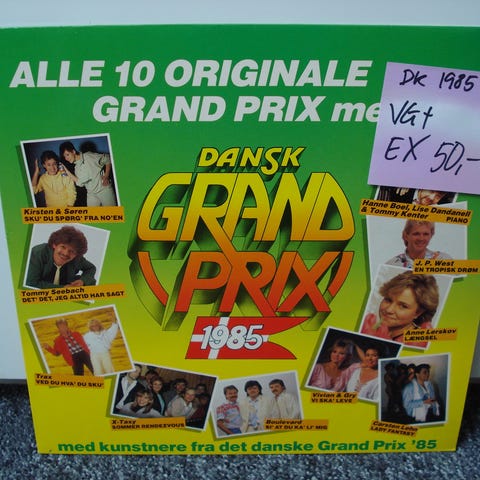 ALLE 10 ORIGINALE
GRAND PRIX me
DK 1985
VG+
EX 50,-
DANSK
GRAND
PRIX
1985
Kirsten & Søren
SKU' DU SPØRG' FRA NO'EN
Hanne Boel, Lise Dandanell
& Tommy Kenter
PIANO
J. P. West
EN TROPISK DRØM
Tommy Seebach
DET' DET, JEG ALTID HAR SAGT
Anne Lerskov
LÆNGSEL
Trax
VED DU HVA' DU SKU'
X-Taxy
SOMMER RENDEZVOUS
Boulevard
SI' AT DU KA' LI' MIG
Vivian & Gry
VI SKA' LEVE
Carsten Lehn
LADY FANTASY
med kunstnere fra det danske Grand Prix '85